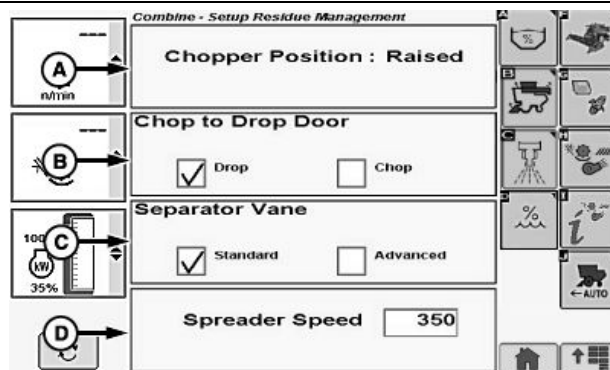 Combine - Setup Residue Management
---
A
n/min
Chopper Position : Raised
---
B
Chop to Drop Door
Drop
Chop
100
C
kW
35%
Separator Vane
Standard
Advanced
D
Spreader Speed
350
A
%
F
B
G
C
H
%
I
i
J
←AUTO